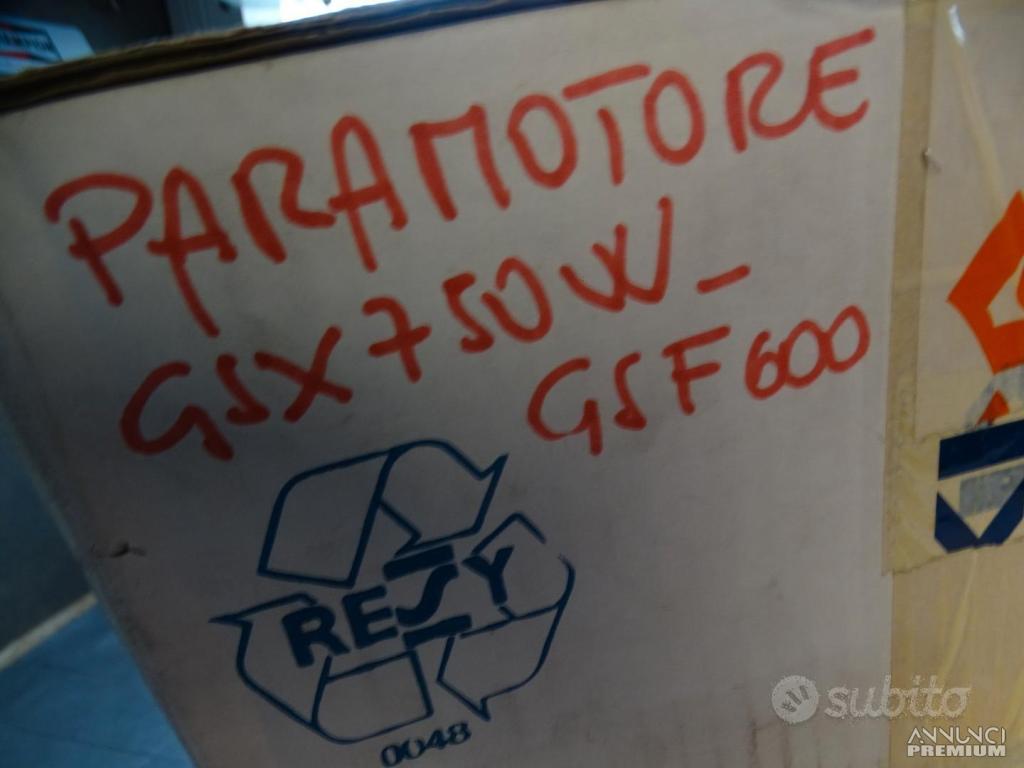 PARAMOTORE
GSX750W-
GSF600
RESY
0048
subito
ANNUNCI
PREMIUM